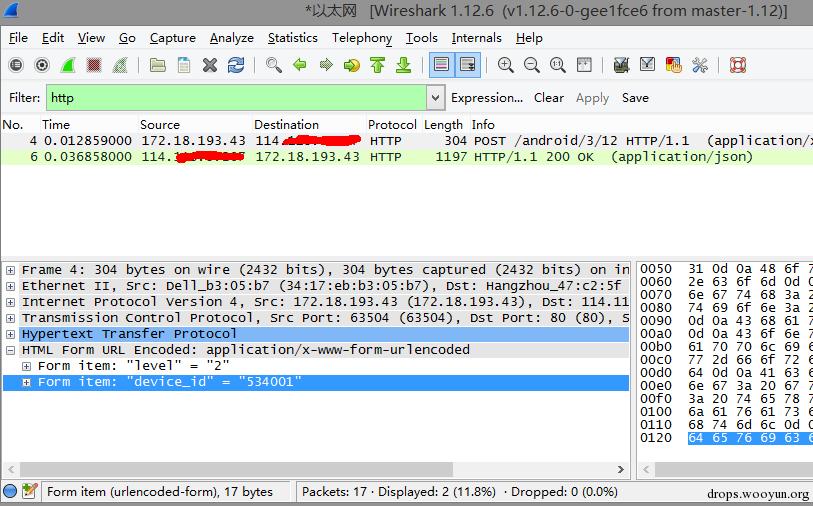 *以太网 [Wireshark 1.12.6 (v1.12.6-0-gee1fce6 from master-1.12)]
File Edit View Go Capture Analyze Statistics Telephony Tools Internals Help
Filter: http Expression... Clear Apply Save
No. Time Source Destination Protocol Length Info
4 0.012859000 172.18.193.43 114. HTTP 304 POST /android/3/12 HTTP/1.1 (application/x
6 0.036858000 114. 172.18.193.43 HTTP 1197 HTTP/1.1 200 OK (application/json)
Frame 4: 304 bytes on wire (2432 bits), 304 bytes captured (2432 bits) on in
Ethernet II, Src: Dell_b3:05:b7 (34:17:eb:b3:05:b7), Dst: Hangzhou_47:c2:5f
Internet Protocol Version 4, Src: 172.18.193.43 (172.18.193.43), Dst: 114.11
Transmission Control Protocol, Src Port: 63504 (63504), Dst Port: 80 (80), S
Hypertext Transfer Protocol
HTML Form URL Encoded: application/x-www-form-urlencoded
Form item: "level" = "2"
Form item: "device_id" = "534001"
0050 31 0d 0a 48 6f 7
0060 2e 63 6f 6d 0d 0
0070 6e 67 74 68 3a 2
0080 74 69 6f 6e 3a 2
0090 0d 0a 43 68 61 7
00a0 0d 0a 43 6f 6e 7
00b0 61 70 70 6c 69 6
00c0 77 2d 66 6f 72 6
00d0 64 0d 0a 41 63 6
00e0 6e 67 3a 20 67 7
00f0 3a 20 74 65 78 7
0100 6a 61 76 61 73 6
0110 68 74 6d 6c 0d 0
0120 64 65 76 69 63 6
Form item (urlencoded-form), 17 bytes
Packets: 17 · Displayed: 2 (11.8%) · Dropped: 0 (0.0%)
drops.wooyun.org